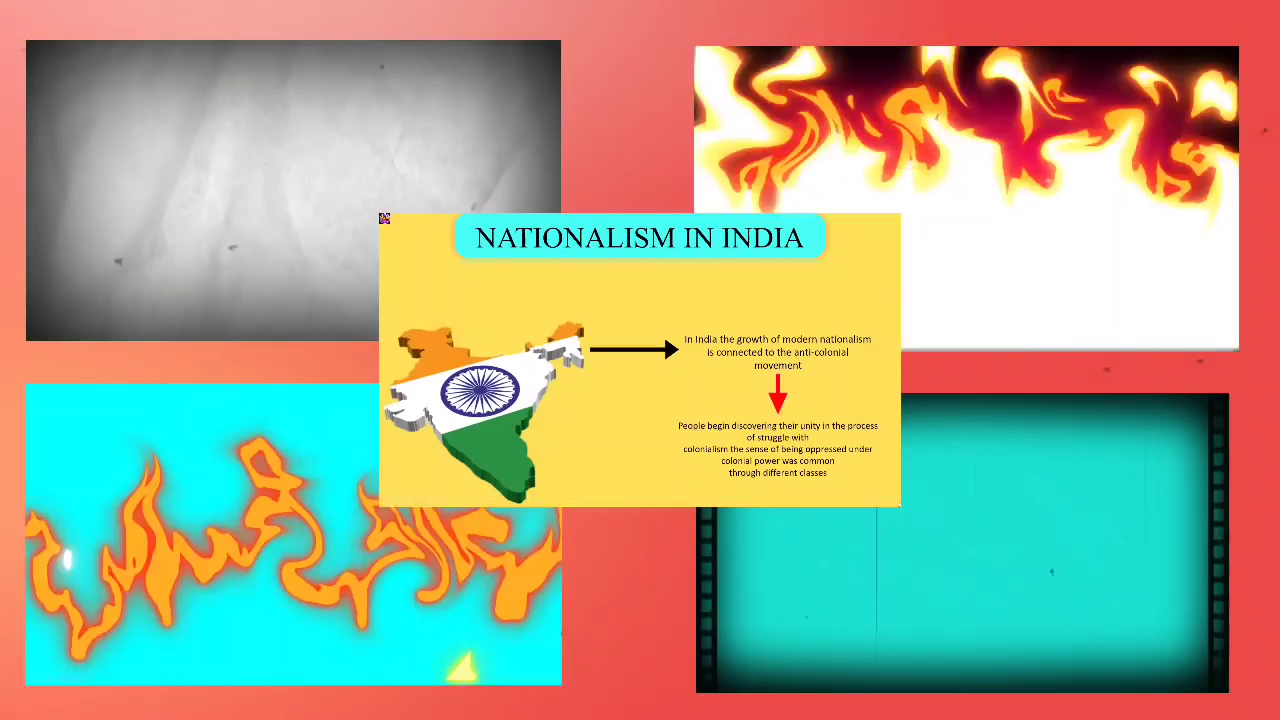 NATIONALISM IN INDIA
In India the growth of modern nationalism
is connected to the anti-colonial
movement
People begin discovering their unity in the process
of struggle with
colonialism the sense of being oppressed under
colonial power was common
through different classes